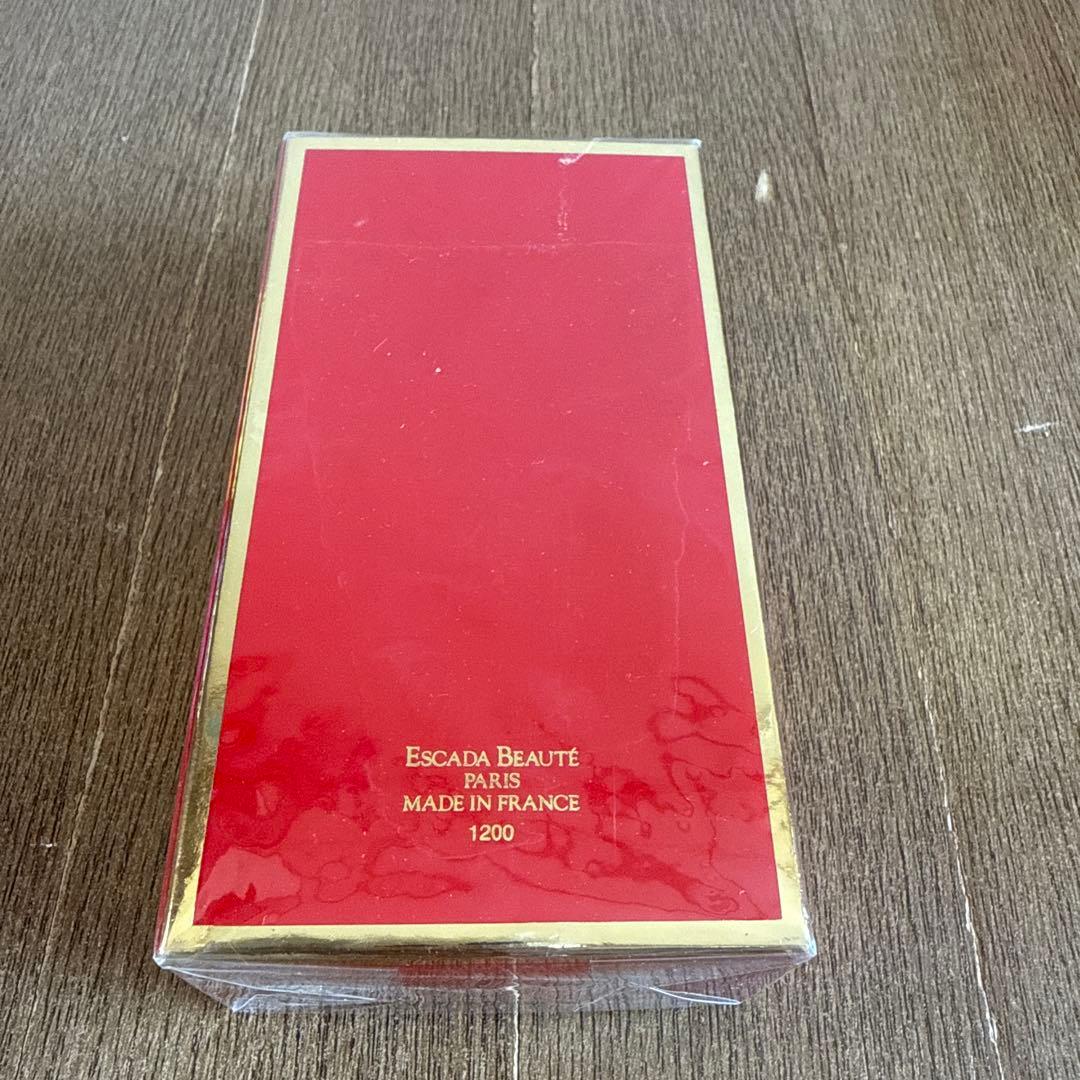 ESCADA BEAUTÉ
PARIS
MADE IN FRANCE
1200